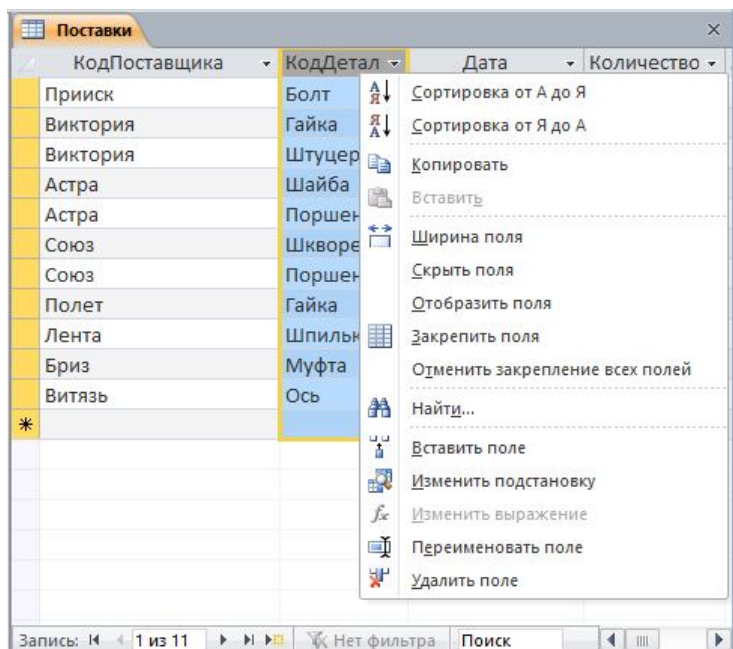 Поставки
КодПоставщика КодДетал Дата Количество
Прииск Болт
Виктория Гайка
Виктория Штуцер
Астра Шайба
Астра Поршен
Союз Шкворе
Союз Поршен
Полет Гайка
Лента Шпильк
Бриз Муфта
Витязь Ось
Сортировка от А до Я
Сортировка от Я до А
Копировать
Вставить
Ширина поля
Скрыть поля
Отобразить поля
Закрепить поля
Отменить закрепление всех полей
Найти...
Вставить поле
Изменить подстановку
Изменить выражение
Переименовать поле
Удалить поле
Запись: 1 из 11 Нет фильтра Поиск